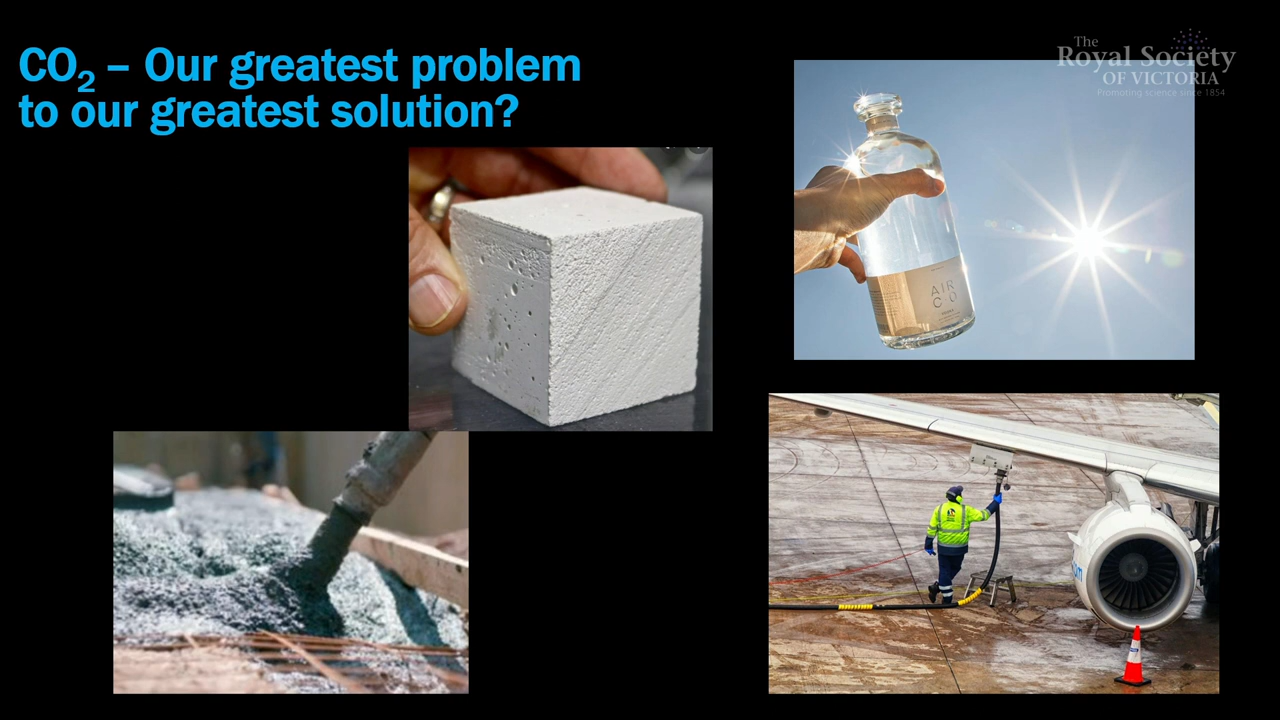 CO₂ – Our greatest problem
to our greatest solution?
The
Royal Society
OF VICTORIA
Promoting science since 1854
AIR
CO